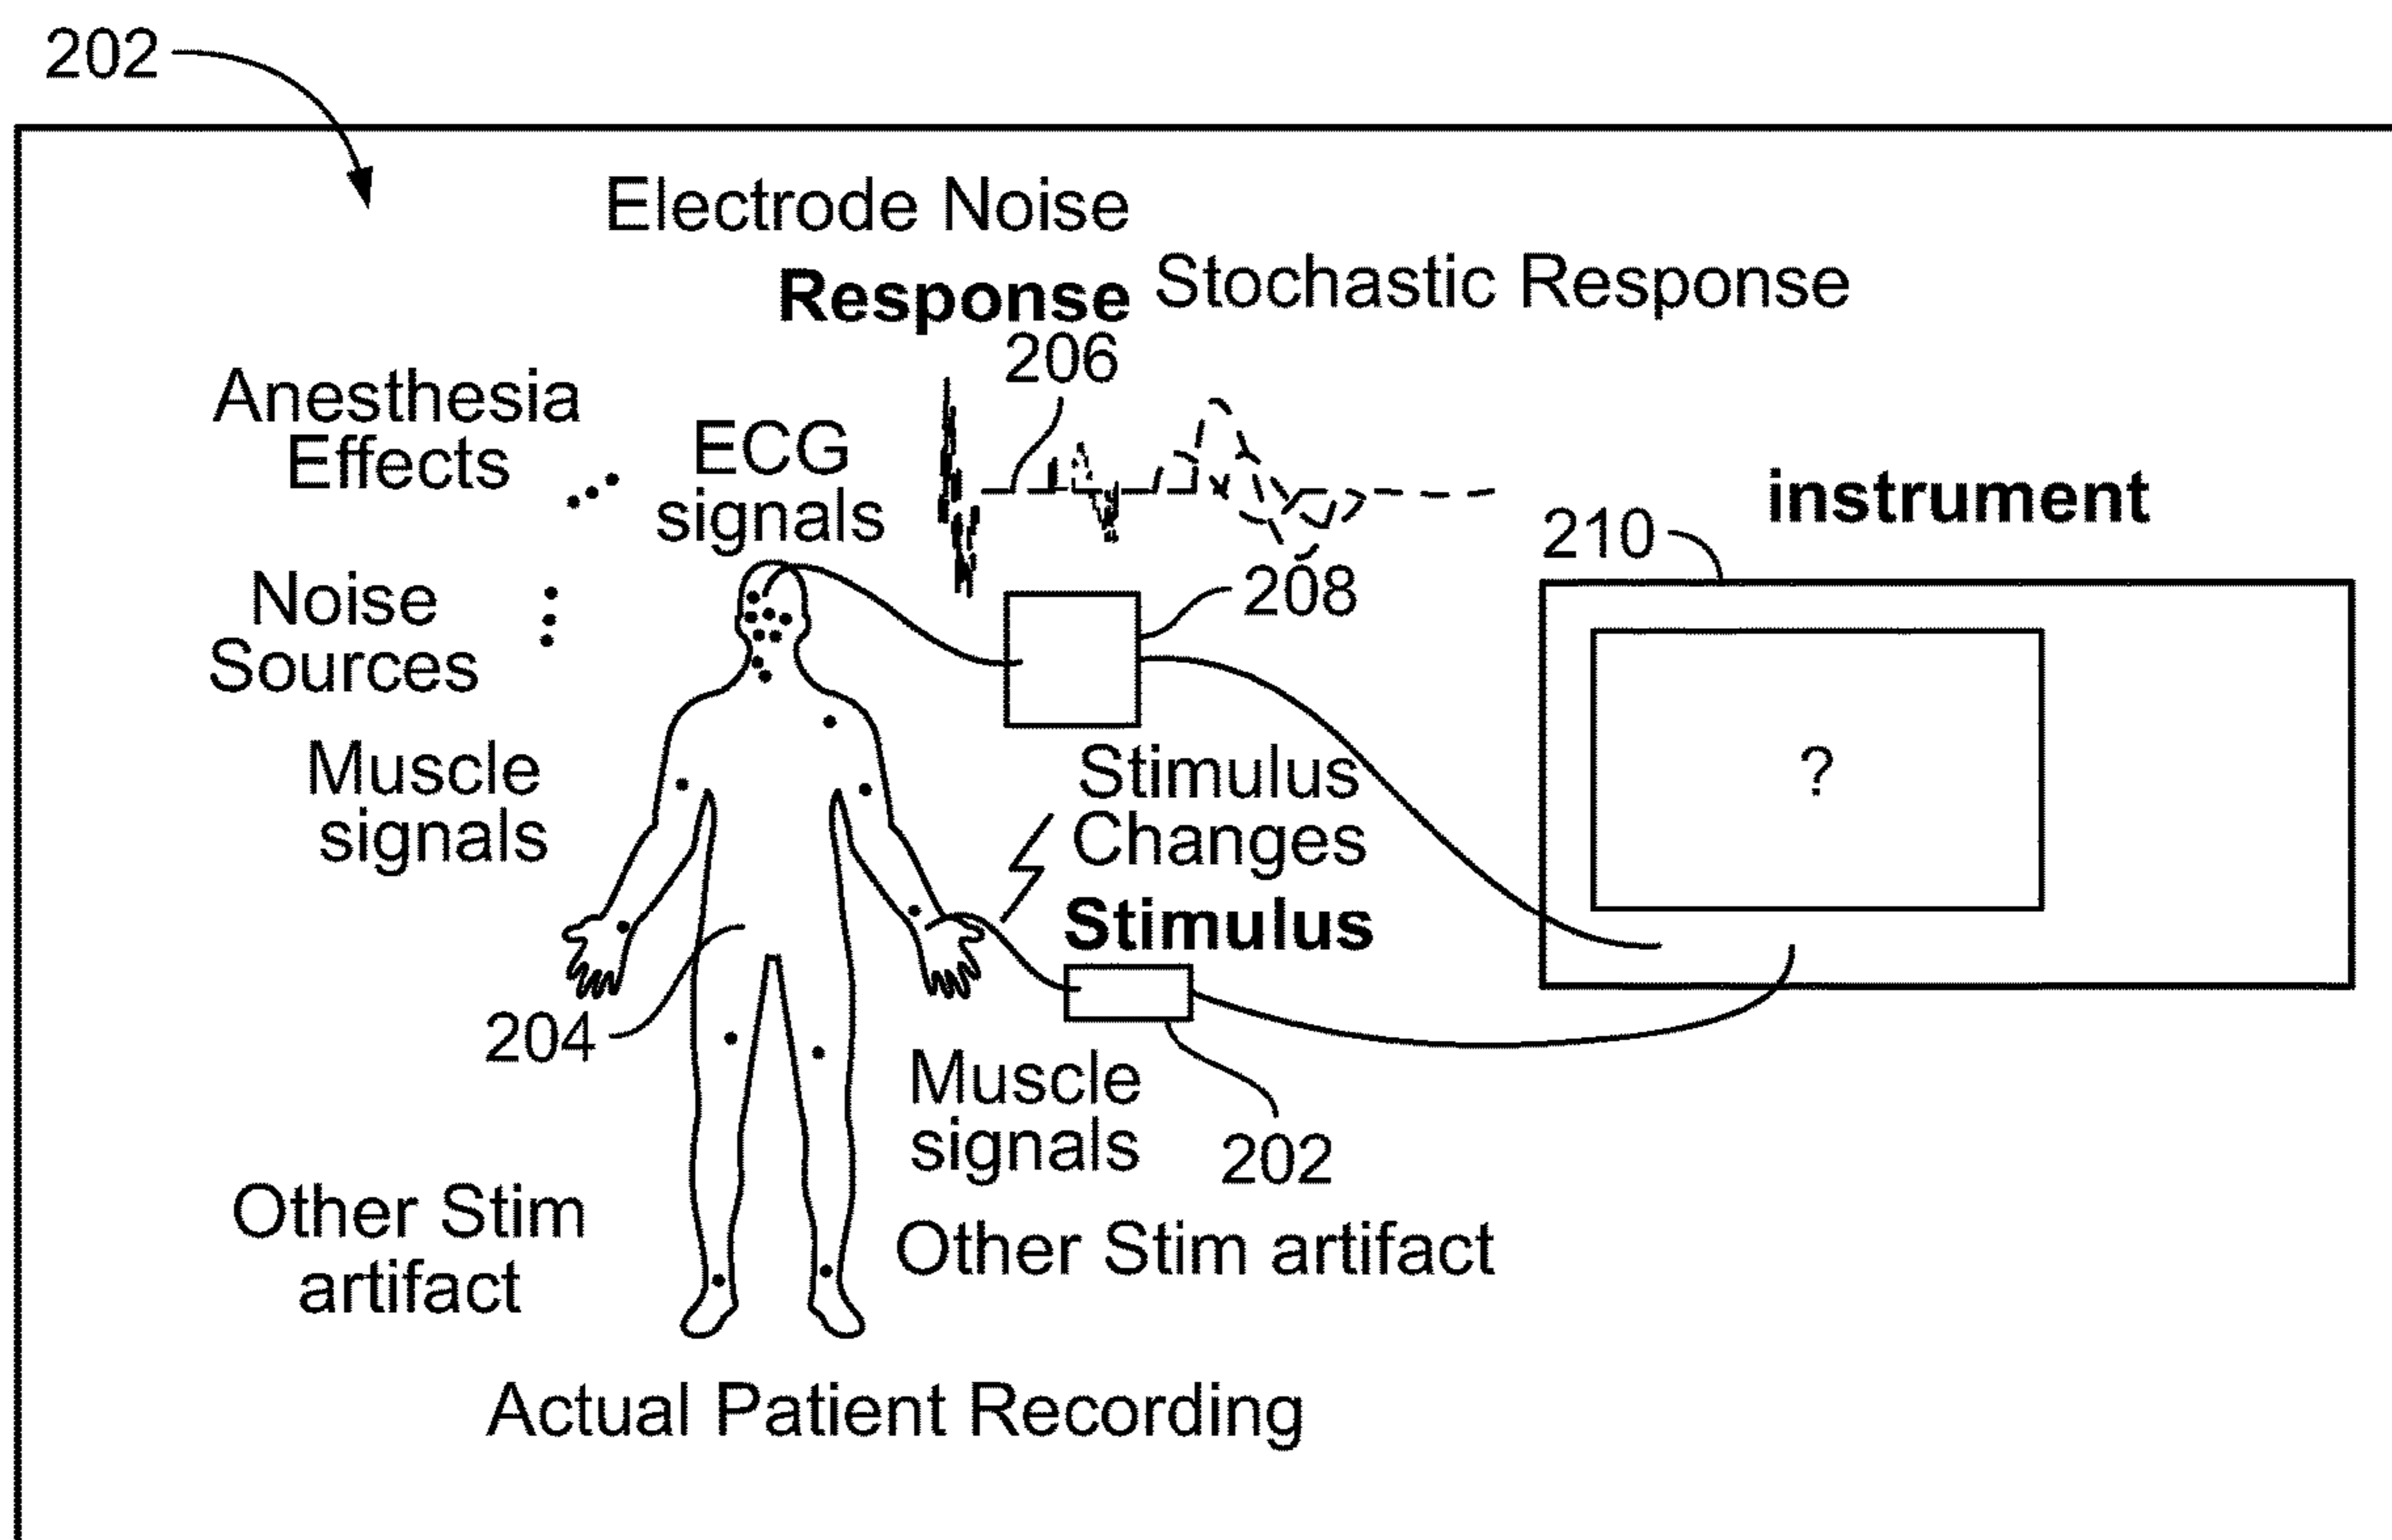 202
Electrode Noise
Response Stochastic Response
206
Anesthesia
Effects
ECG
signals
instrument
210
208
Noise
Sources
Muscle
signals
?
Stimulus
Changes
Stimulus
204
Muscle
signals
202
Other Stim
artifact
Other Stim artifact
Actual Patient Recording